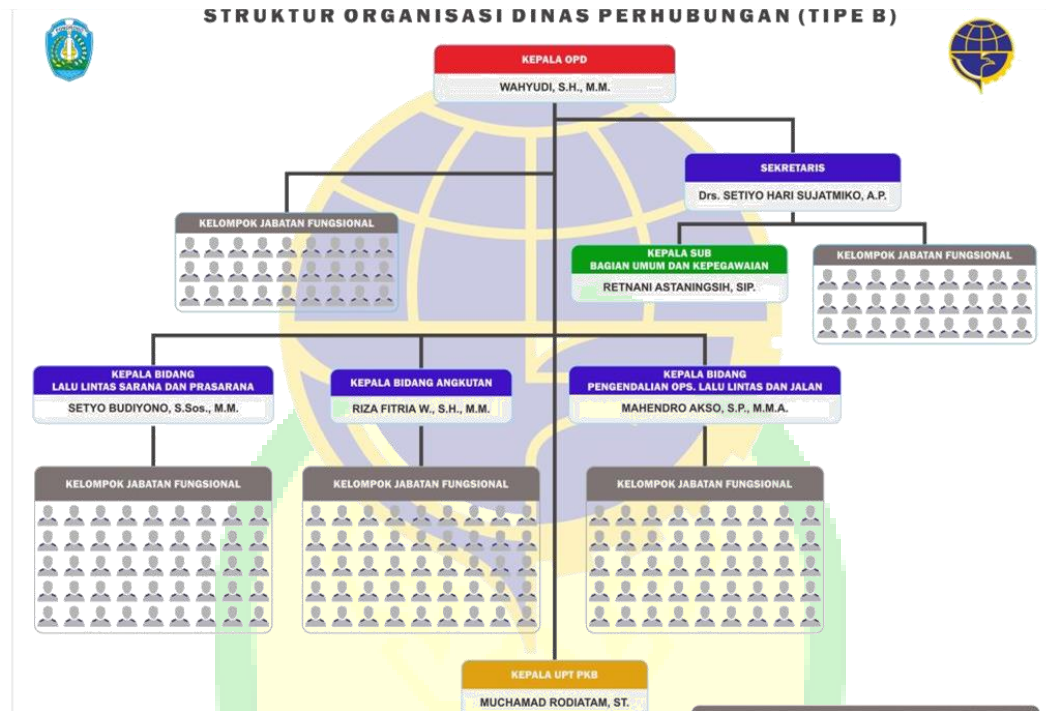 STRUKTUR ORGANISASI DINAS PERHUBUNGAN (TIPE B)
KEPALA OPD
WAHYUDI, S.H., M.M.
SEKRETARIS
Drs. SETIYO HARI SUJATMIKO, A.P.
KELOMPOK JABATAN FUNGSIONAL
KEPALA SUB
BAGIAN UMUM DAN KEPEGAWAIAN
RETNANI ASTANINGSIH, SIP.
KELOMPOK JABATAN FUNGSIONAL
KEPALA BIDANG
LALU LINTAS SARANA DAN PRASARANA
SETYO BUDIYONO, S.Sos., M.M.
KEPALA BIDANG ANGKUTAN
RIZA FITRIA W., S.H., M.M.
KEPALA BIDANG
PENGENDALIAN OPS. LALU LINTAS DAN JALAN
MAHENDRO AKSO, S.P., M.M.A.
KELOMPOK JABATAN FUNGSIONAL
KELOMPOK JABATAN FUNGSIONAL
KELOMPOK JABATAN FUNGSIONAL
KEPALA UPT PKB
MUCHAMAD RODIATAM, ST.